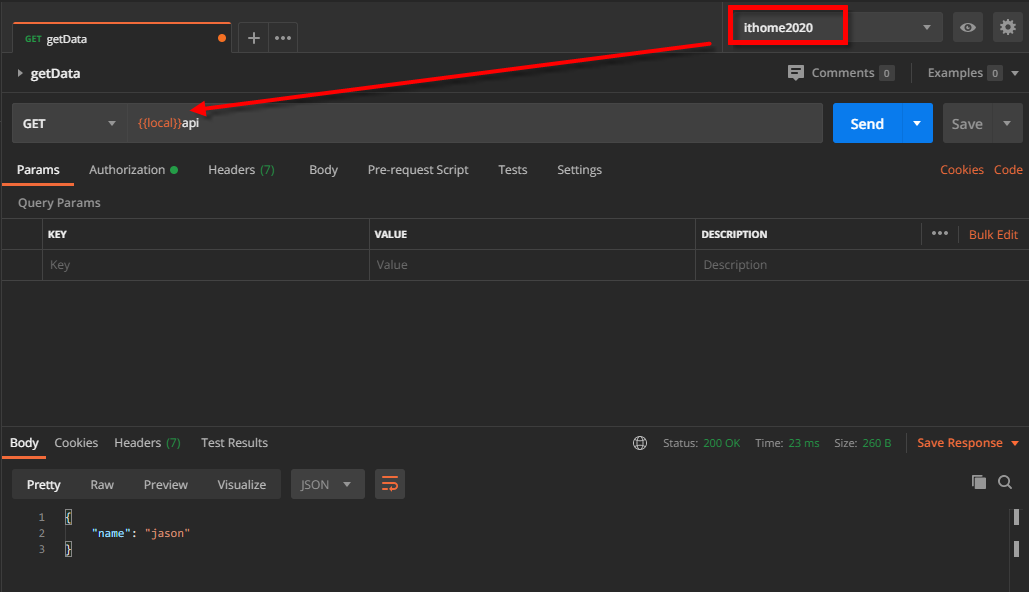 GET getData
ithome2020
getData
Comments 0 Examples 0
GET {{local}}api Send Save
Params Authorization Headers (7) Body Pre-request Script Tests Settings Cookies Code
Query Params
KEY VALUE DESCRIPTION Bulk Edit
Key Value Description
Body Cookies Headers (7) Test Results Status: 200 OK Time: 23 ms Size: 260 B Save Response
Pretty Raw Preview Visualize JSON
1 {
2 "name": "jason"
3 }